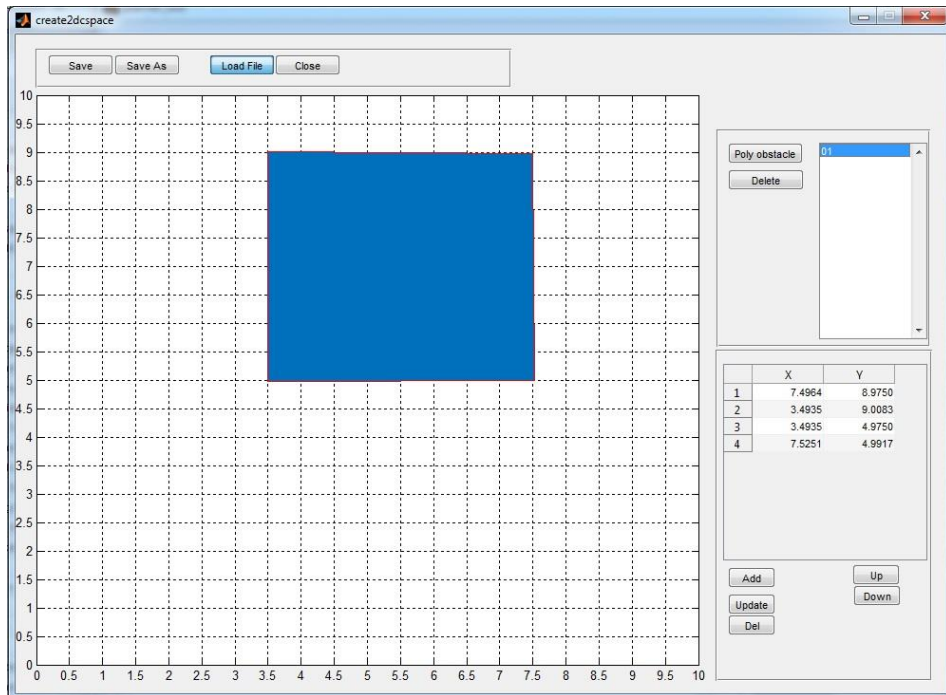 create2dcspace
Save Save As Load File Close
10
9.5
9
8.5
8
7.5
7
6.5
6
5.5
5
4.5
4
3.5
3
2.5
2
1.5
1
0.5
0
0 0.5 1 1.5 2 2.5 3 3.5 4 4.5 5 5.5 6 6.5 7 7.5 8 8.5 9 9.5 10
Poly obstacle
Delete
01
X Y
1 7.4964 8.9750
2 3.4935 9.0083
3 3.4935 4.9750
4 7.5251 4.9917
Add Up
Update Down
Del